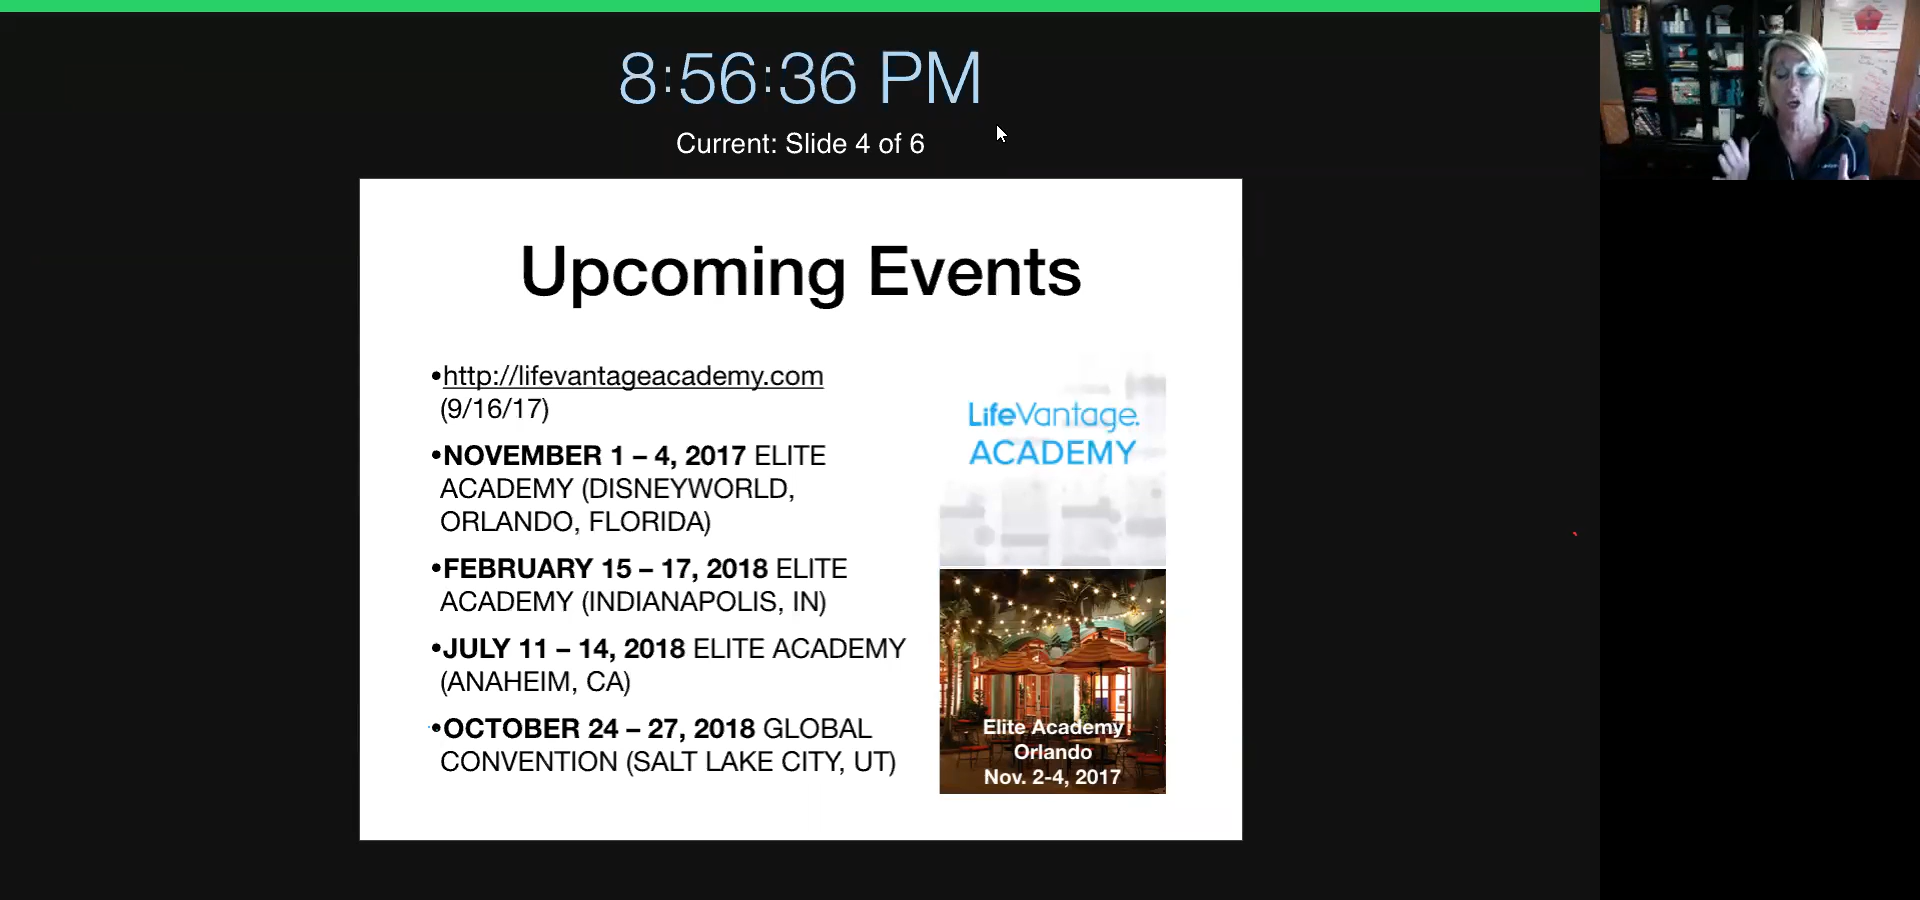 8:56:36 PM
Current: Slide 4 of 6
Upcoming Events
•http://lifevantageacademy.com
(9/16/17)
•NOVEMBER 1 – 4, 2017 ELITE
ACADEMY (DISNEYWORLD,
ORLANDO, FLORIDA)
•FEBRUARY 15 – 17, 2018 ELITE
ACADEMY (INDIANAPOLIS, IN)
•JULY 11 – 14, 2018 ELITE ACADEMY
(ANAHEIM, CA)
•OCTOBER 24 – 27, 2018 GLOBAL
CONVENTION (SALT LAKE CITY, UT)
LifeVantage.
ACADEMY
Elite Academy
Orlando
Nov. 2-4, 2017